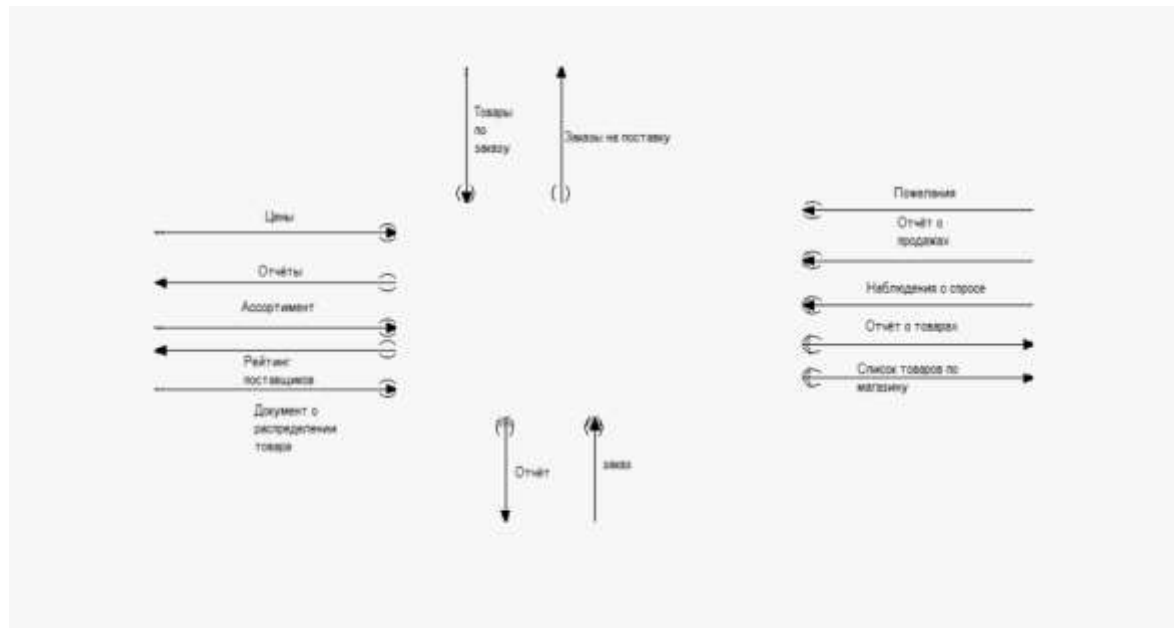 Товары
по
заказу
Заказы на поставку
Пожелания
Цены
Отчёт о
продажах
Отчёты
Наблюдения о спросе
Ассортимент
Отчёт о товарах
Рейтинг
поставщиков
Список товаров по
магазину
Документ о
распределении
товара
Отчёт
заказ